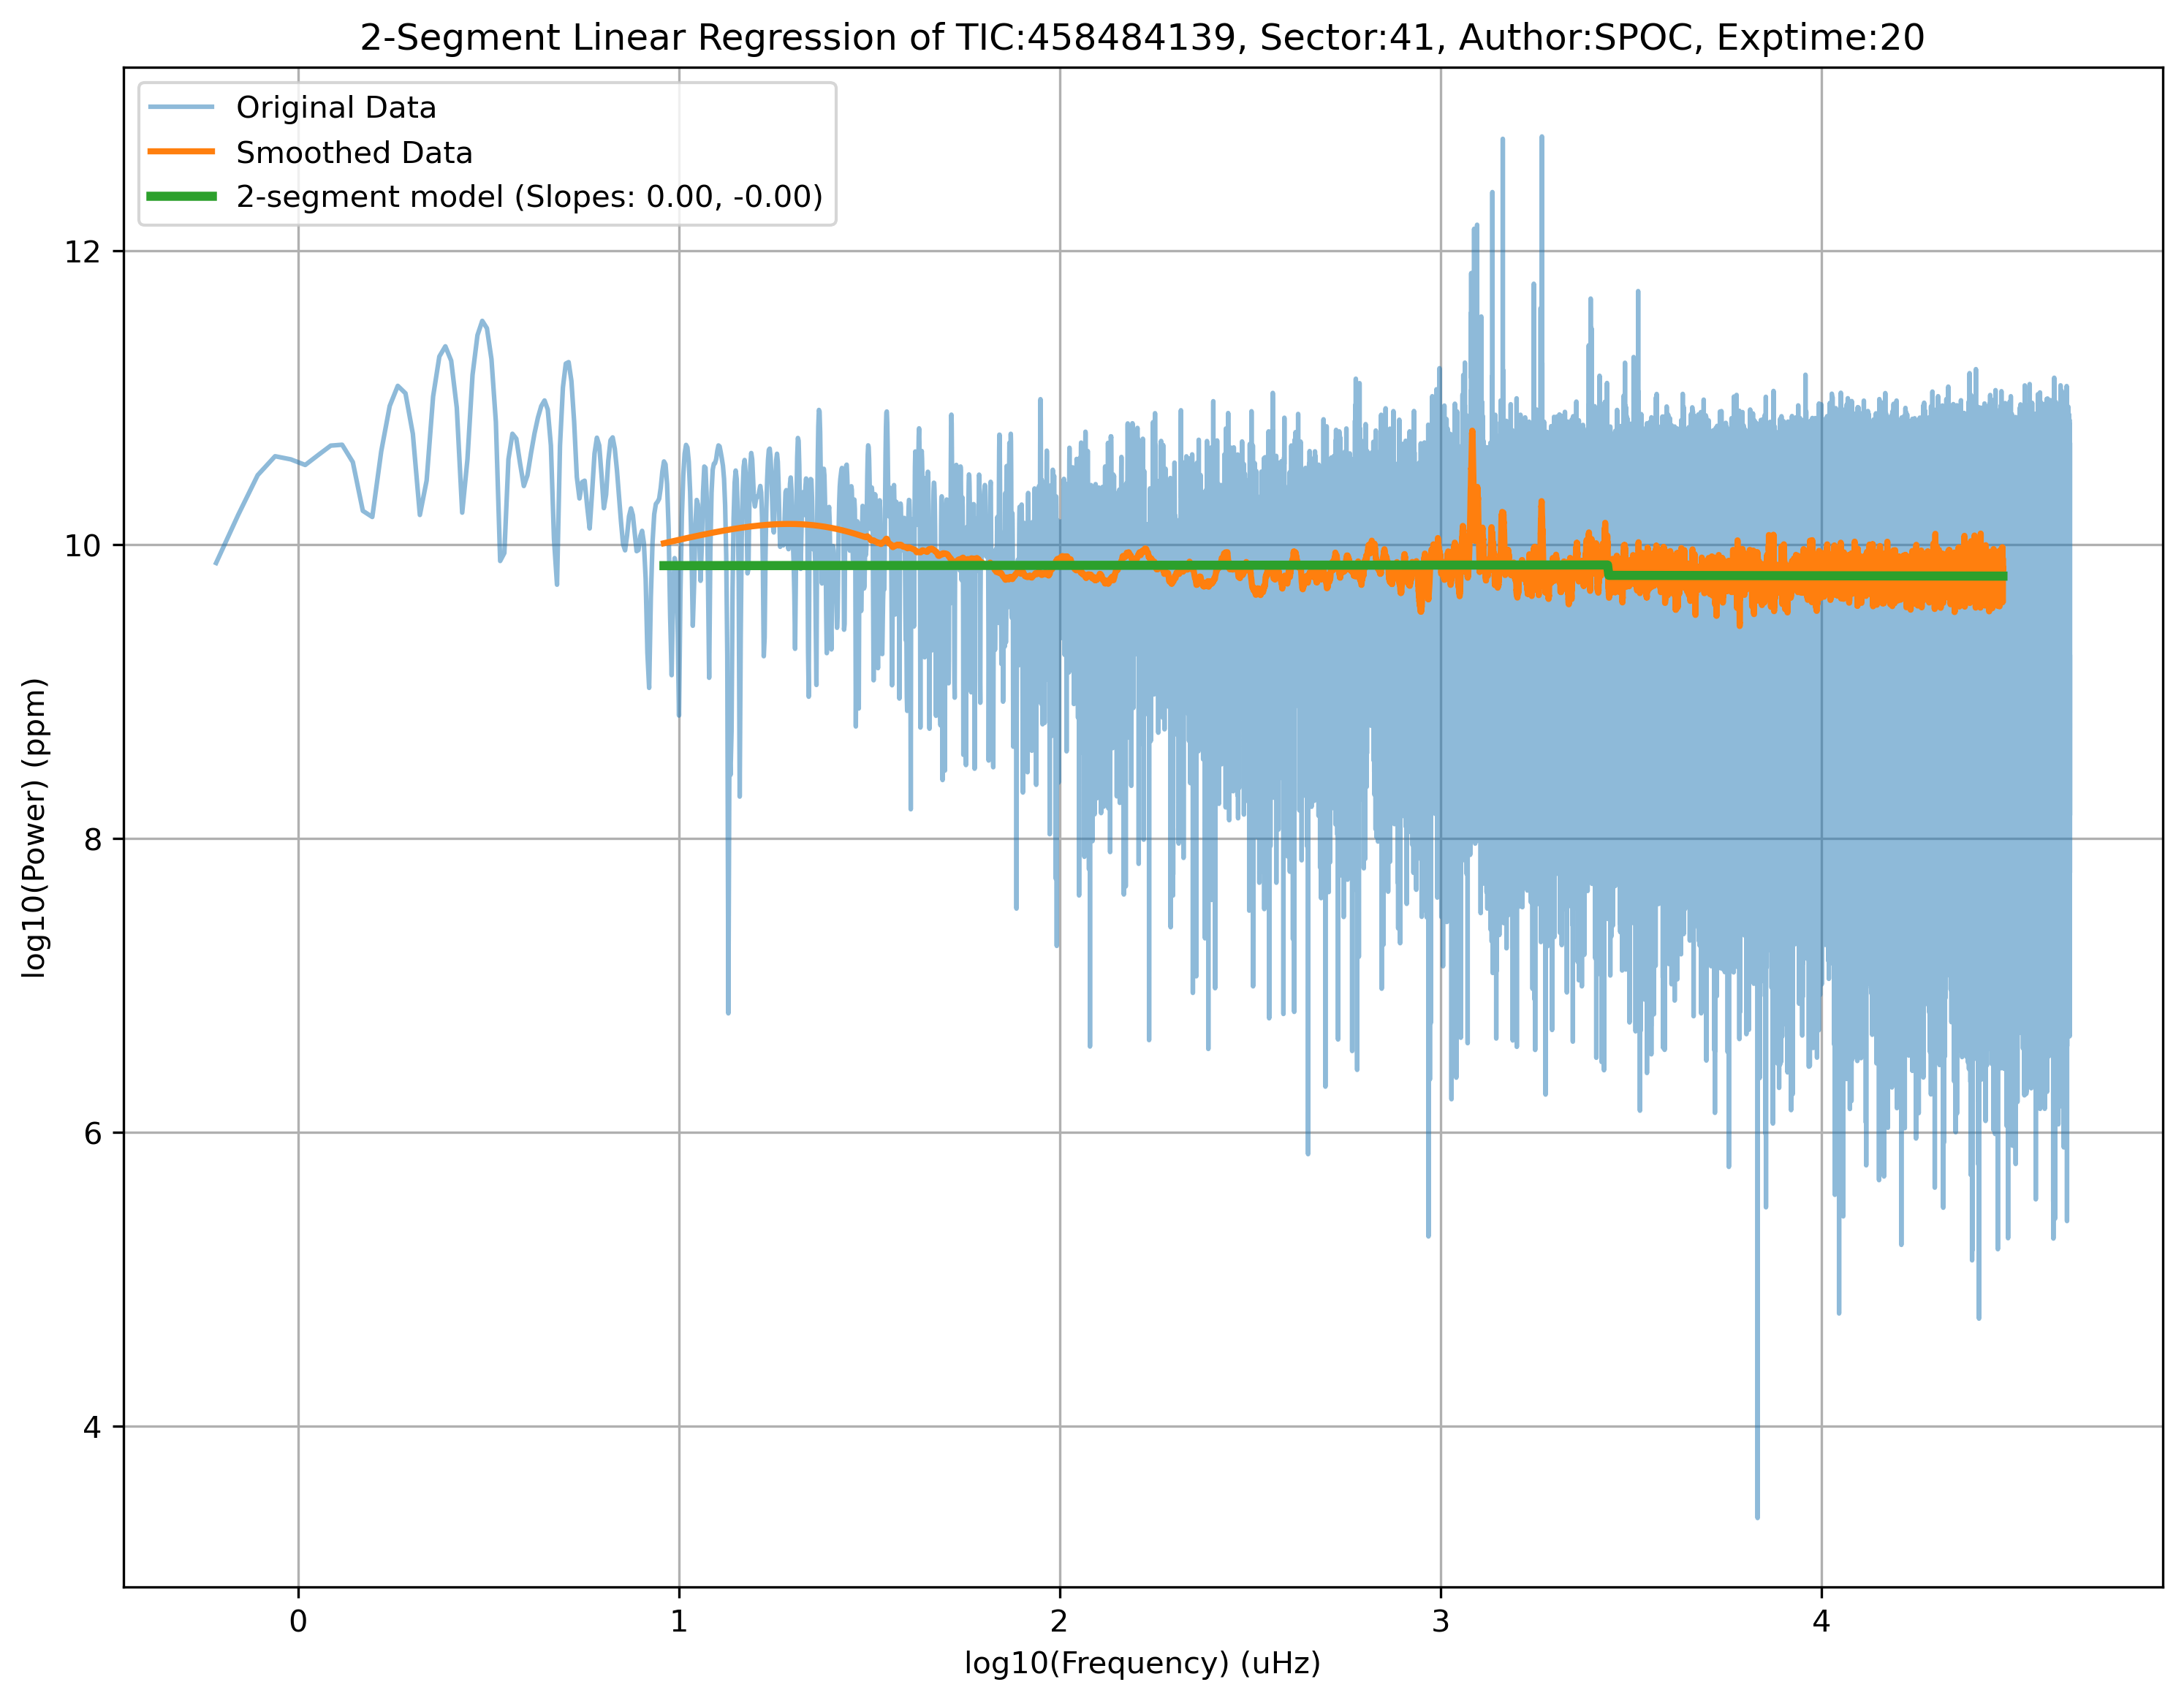 2-Segment Linear Regression of TIC:458484139, Sector:41, Author:SPOC, Exptime:20
Original Data
Smoothed Data
2-segment model (Slopes: 0.00, -0.00)
12
10
8
6
4
log10(Power) (ppm)
0 1 2 3 4
log10(Frequency) (uHz)